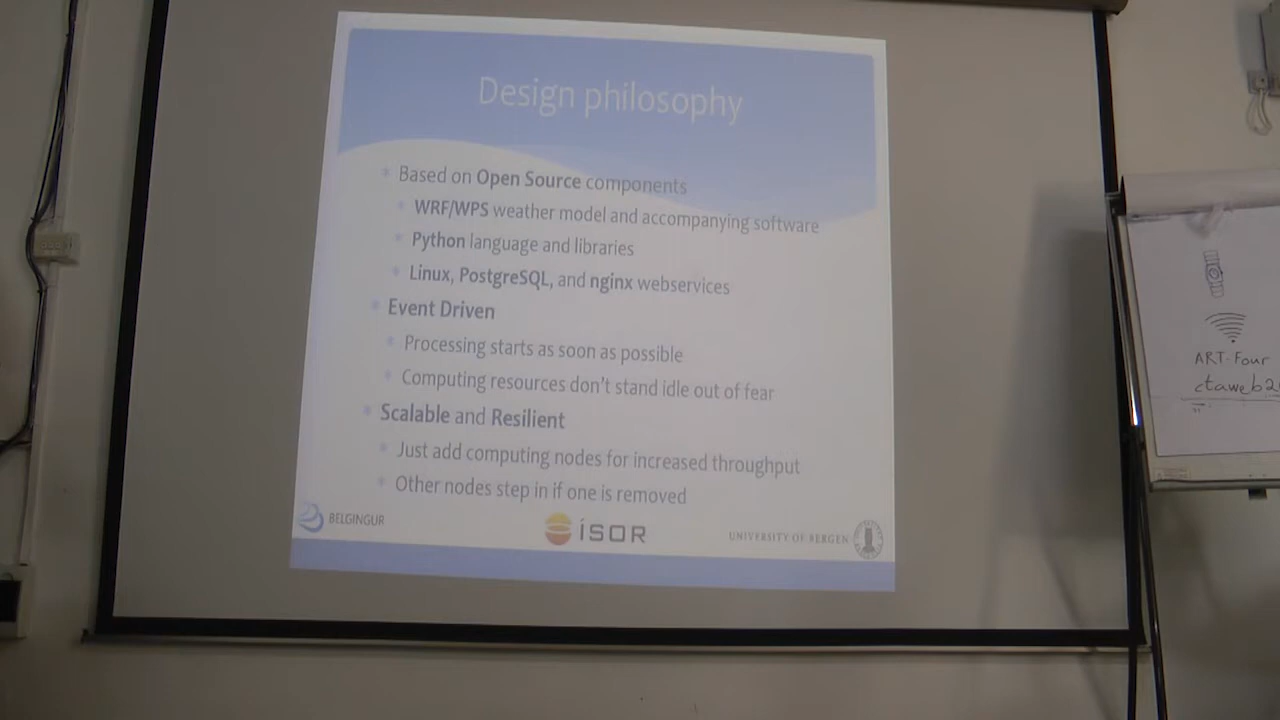 Design philosophy
Based on Open Source components
WRF/WPS weather model and accompanying software
Python language and libraries
Linux, PostgreSQL, and nginx webservices
Event Driven
Processing starts as soon as possible
Computing resources don't stand idle out of fear
Scalable and Resilient
Just add computing nodes for increased throughput
Other nodes step in if one is removed
BELGINGUR
ÍSOR
UNIVERSITY OF BERGEN
ART-Four
ctaweb2